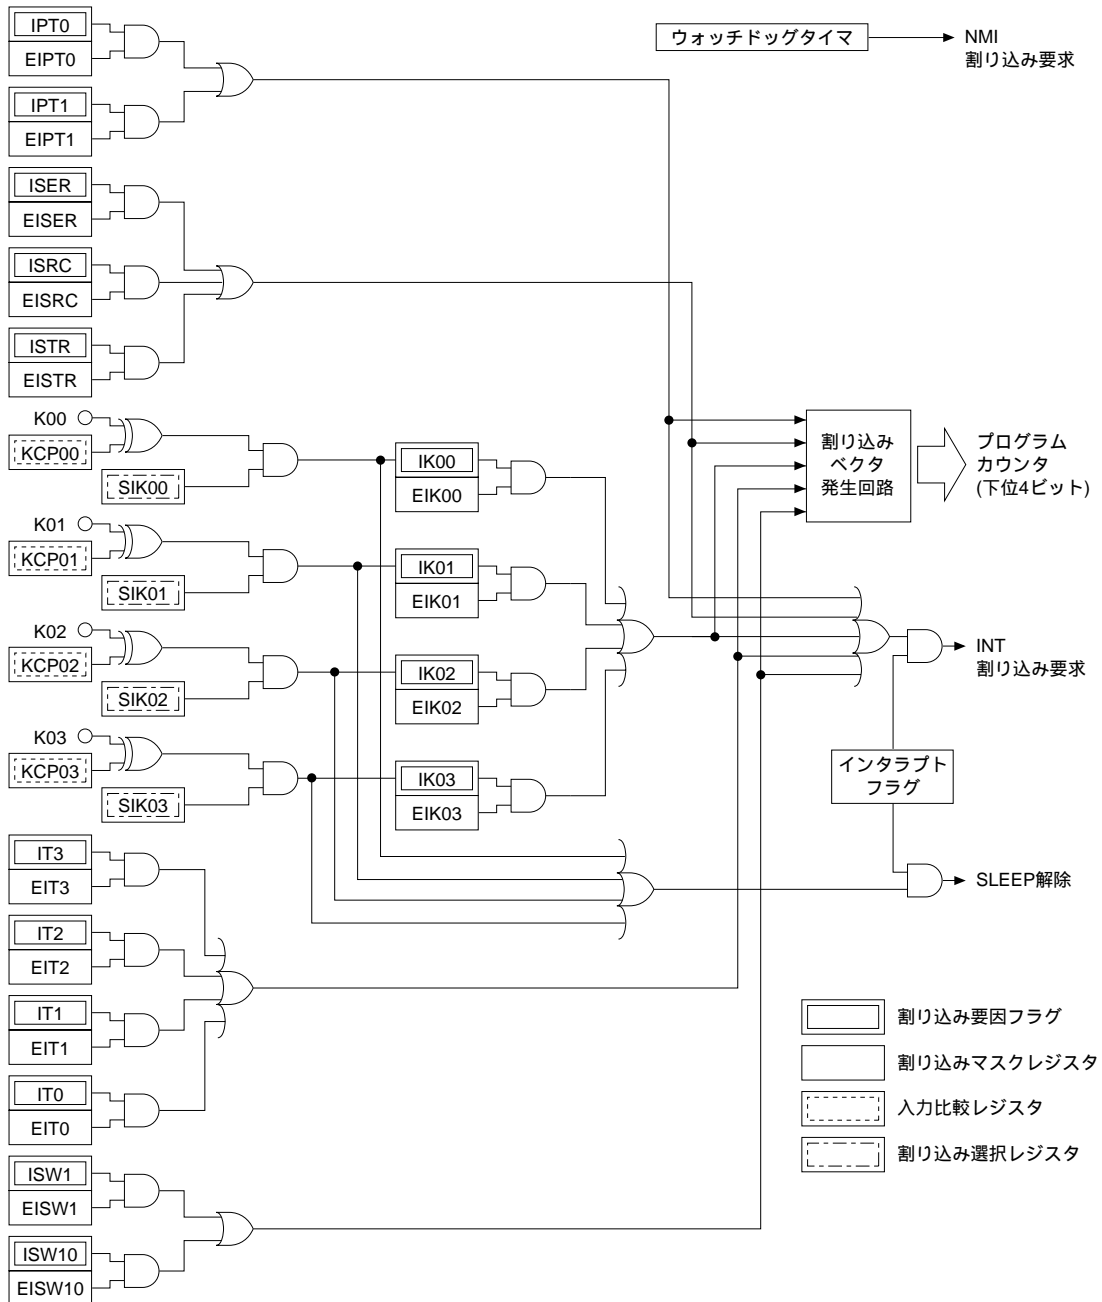 IPT0
EIPT0
IPT1
EIPT1
ISER
EISER
ISRC
EISRC
ISTR
EISTR
K00
KCP00
SIK00
K01
KCP01
SIK01
K02
KCP02
SIK02
K03
KCP03
SIK03
IK00
EIK00
IK01
EIK01
IK02
EIK02
IK03
EIK03
IT3
EIT3
IT2
EIT2
IT1
EIT1
IT0
EIT0
ISW1
EISW1
ISW10
EISW10
ウォッチドッグタイマ
NMI
割り込み要求
割り込み
ベクタ
発生回路
プログラム
カウンタ
(下位4ビット)
INT
割り込み要求
インタラプト
フラグ
SLEEP解除
割り込み要因フラグ
割り込みマスクレジスタ
入力比較レジスタ
割り込み選択レジスタ